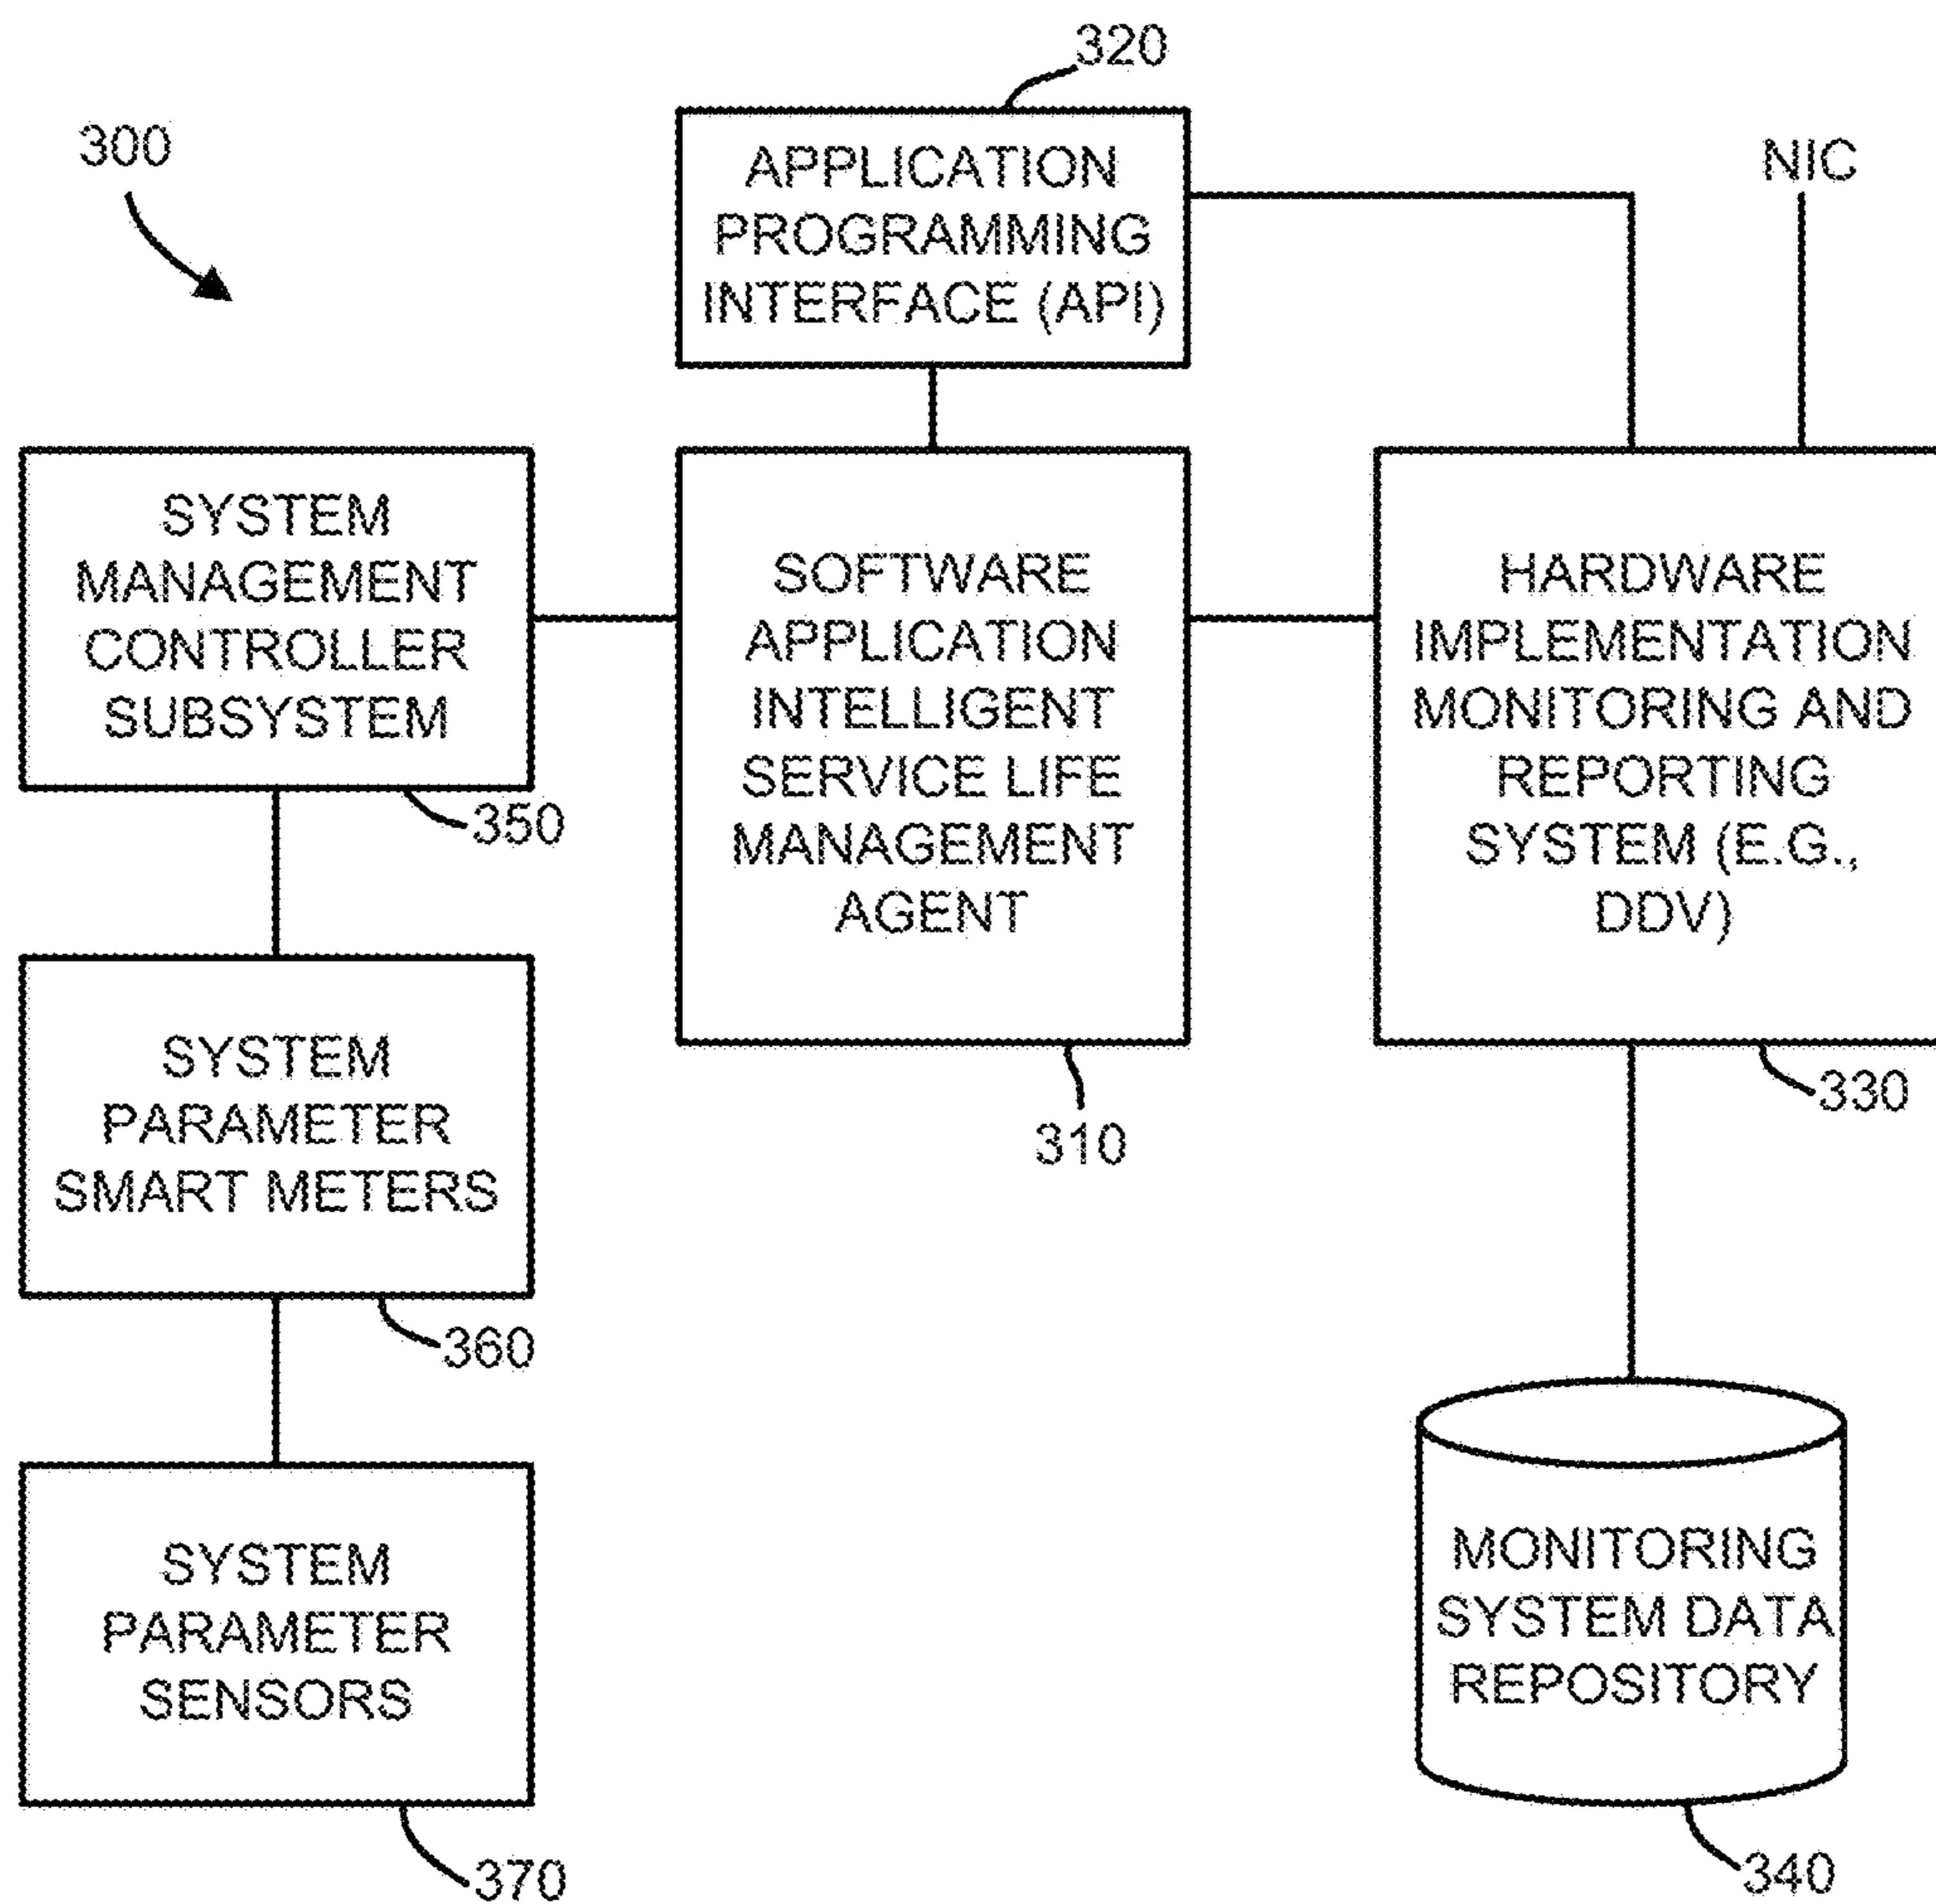 320
300
APPLICATION
PROGRAMMING
INTERFACE (API)
NIC
SYSTEM
MANAGEMENT
CONTROLLER
SUBSYSTEM
350
SOFTWARE
APPLICATION
INTELLIGENT
SERVICE LIFE
MANAGEMENT
AGENT
310
HARDWARE
IMPLEMENTATION
MONITORING AND
REPORTING
SYSTEM (E.G.,
DDV)
330
SYSTEM
PARAMETER
SMART METERS
360
SYSTEM
PARAMETER
SENSORS
370
MONITORING
SYSTEM DATA
REPOSITORY
340